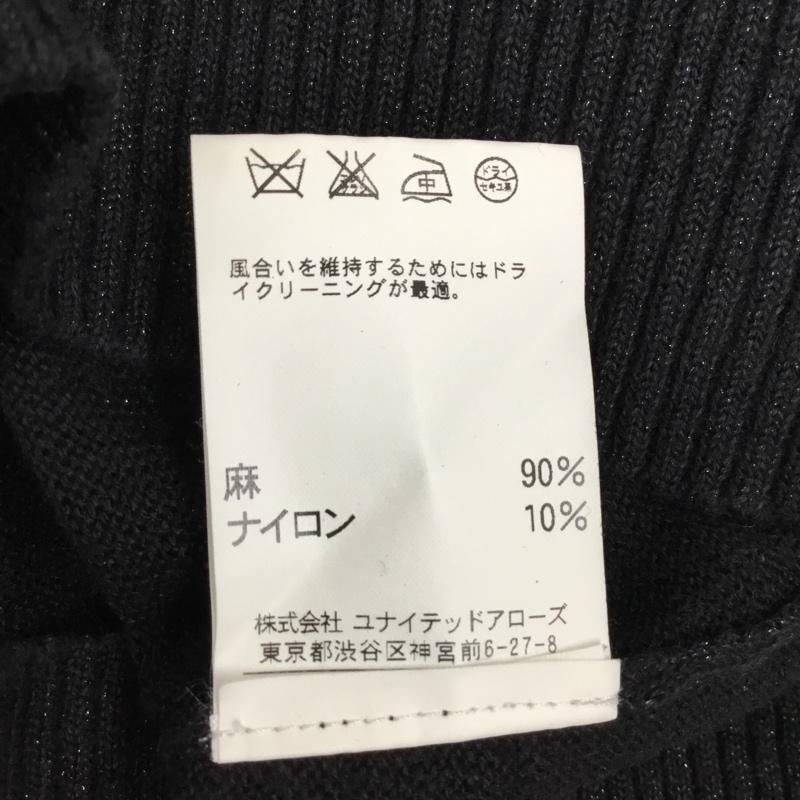 中 ドライ
セキユ系
風合いを維持するためにはドラ
イクリーニングが最適。
麻 90%
ナイロン 10%
株式会社 ユナイテッドアローズ
東京都渋谷区神宮前6-27-8